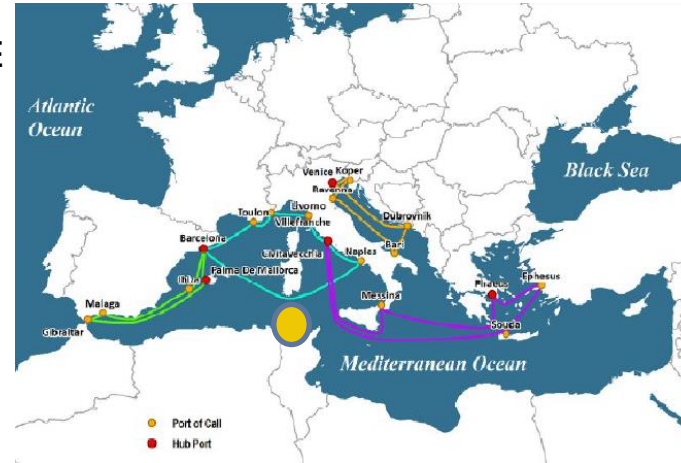 E
Atlantic
Ocean
Black Sea
Venice Koper
Ravenna
Toulon
Livorno
Villefranche
Dubrovnik
Barcelona
Bari
Civitavecchia
Naples
Palma De Mallorca
Piraeus
Ephesus
Malaga
Messina
Gibraltar
Souda
Mediterranean Ocean
Port of Call
Hub Port